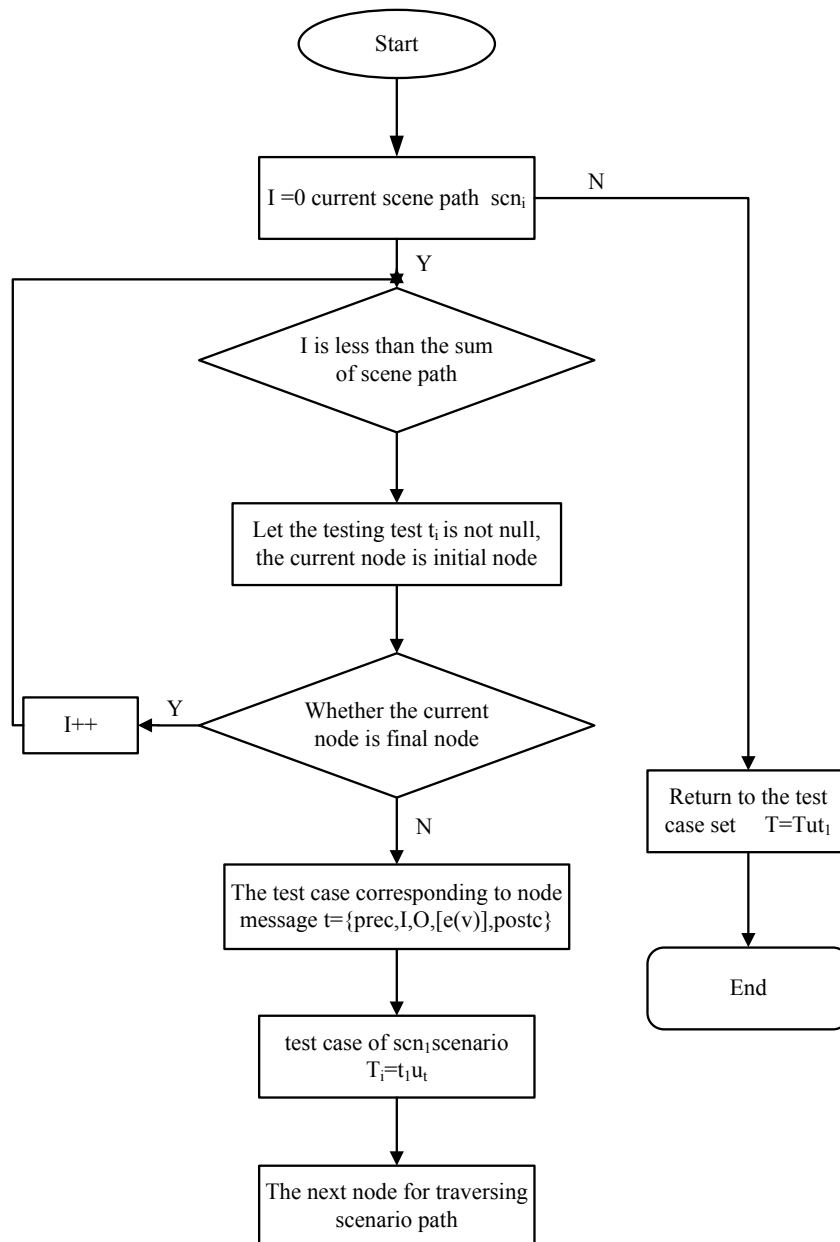 Start
I =0 current scene path scnᵢ
N
Y
I is less than the sum
of scene path
Let the testing test tᵢ is not null,
the current node is initial node
Whether the current
node is final node
Y
I++
N
Return to the test
case set T=Tut₁
The test case corresponding to node
message t={prec,I,O,[e(v)],postc}
End
test case of scn₁scenario
Tᵢ=t₁uₜ
The next node for traversing
scenario path